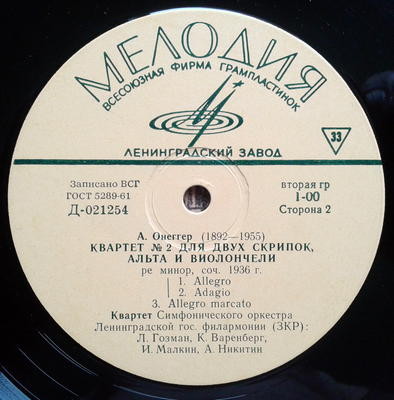 МЕЛОДИЯ
ВСЕСОЮЗНАЯ ФИРМА ГРАМПЛАСТИНОК
33
ЛЕНИНГРАДСКИЙ ЗАВОД
Записано ВСГ
ГОСТ 5289-61
Д-021254
вторая гр
1-00
Сторона 2
А. Онеггер (1892—1955)
КВАРТЕТ № 2 ДЛЯ ДВУХ СКРИПОК,
АЛЬТА И ВИОЛОНЧЕЛИ
ре минор, соч. 1936 г.
1. Allegro
2. Adagio
3. Allegro marcato
Квартет Симфонического оркестра
Ленинградской гос. филармонии (ЗКР):
Л. Гозман, К. Варенберг,
И. Малкин, А. Никитин